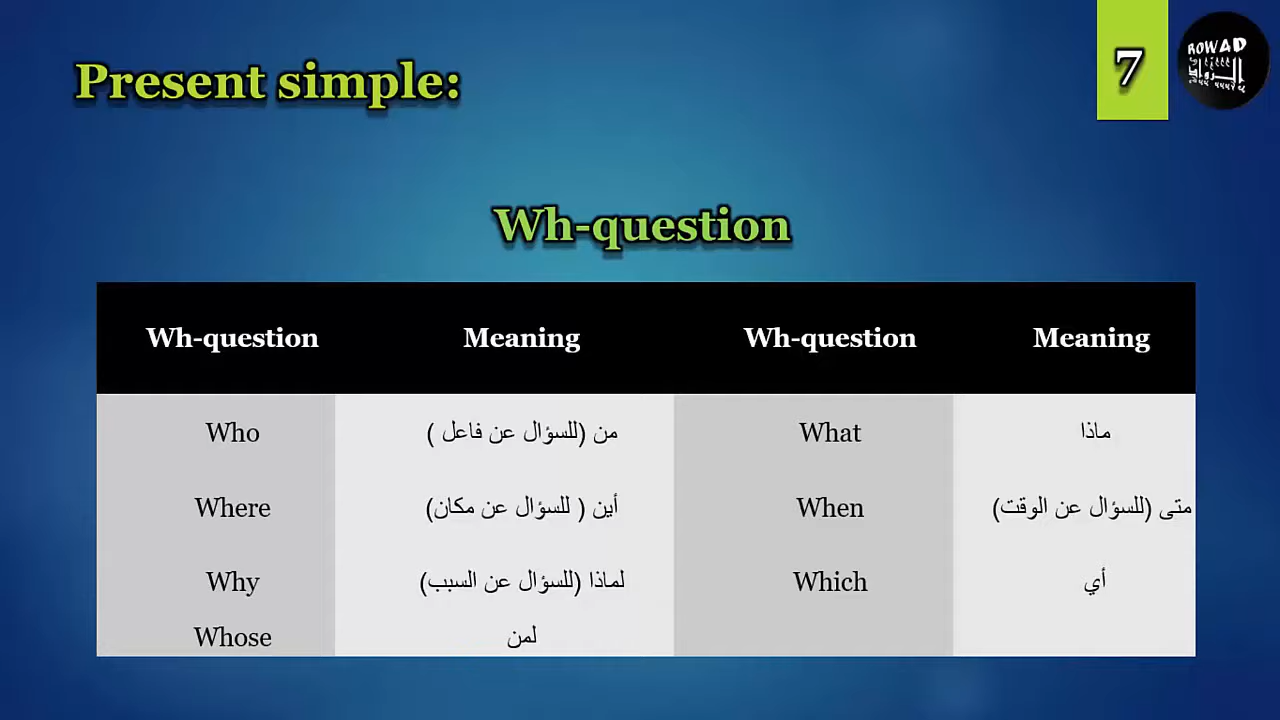 Present simple:
7
ROWAD
الرواد
Wh-question
Wh-question Meaning Wh-question Meaning
Who من (للسؤال عن فاعل ) What ماذا
Where أين ( للسؤال عن مكان) When متى (للسؤال عن الوقت)
Why لماذا (للسؤال عن السبب) Which أي
Whose لمن